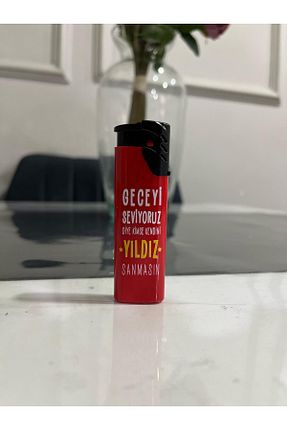 GECEYİ
SEVİYORUZ
DİYE KİMSE KENDİNİ
YILDIZ
SANMASIN